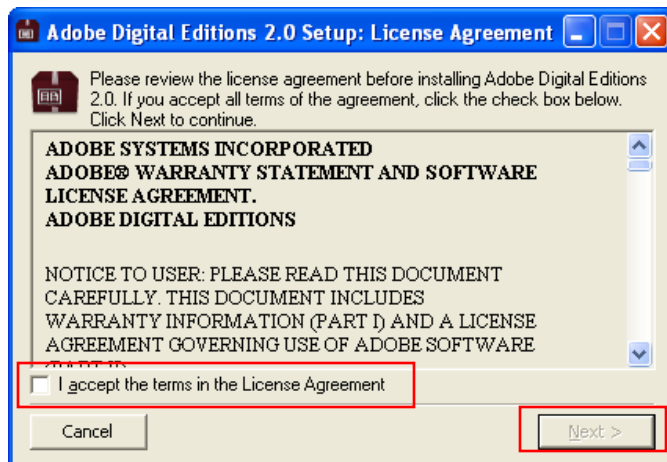 Adobe Digital Editions 2.0 Setup: License Agreement
Please review the license agreement before installing Adobe Digital Editions
2.0. If you accept all terms of the agreement, click the check box below.
Click Next to continue.
ADOBE SYSTEMS INCORPORATED
ADOBE® WARRANTY STATEMENT AND SOFTWARE
LICENSE AGREEMENT.
ADOBE DIGITAL EDITIONS
NOTICE TO USER: PLEASE READ THIS DOCUMENT
CAREFULLY. THIS DOCUMENT INCLUDES
WARRANTY INFORMATION (PART I) AND A LICENSE
AGREEMENT GOVERNING USE OF ADOBE SOFTWARE
I accept the terms in the License Agreement
Cancel
Next >